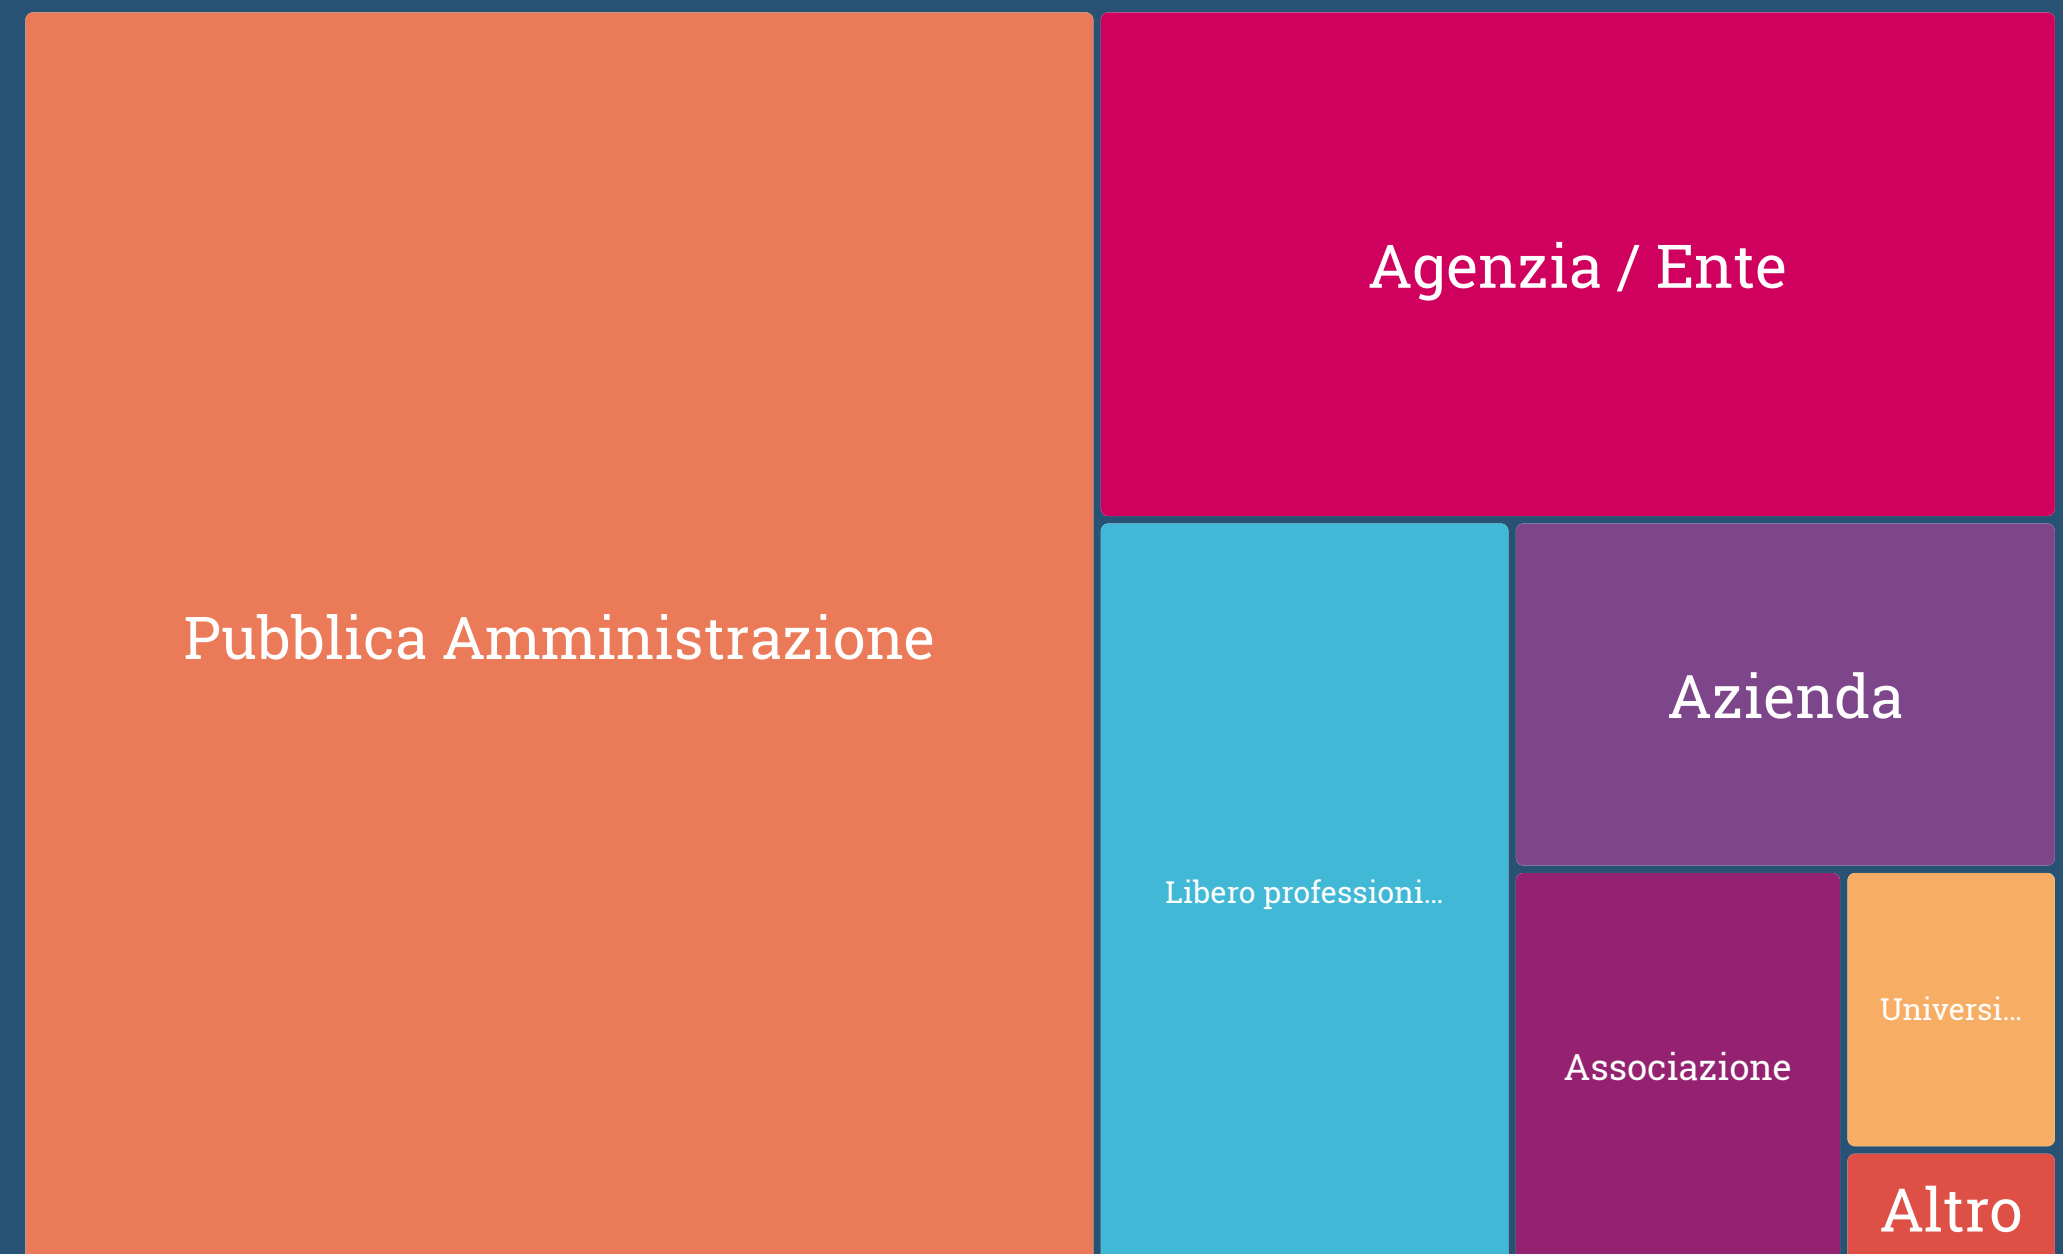 Pubblica Amministrazione
Agenzia / Ente
Libero professioni...
Azienda
Associazione
Universi...
Altro